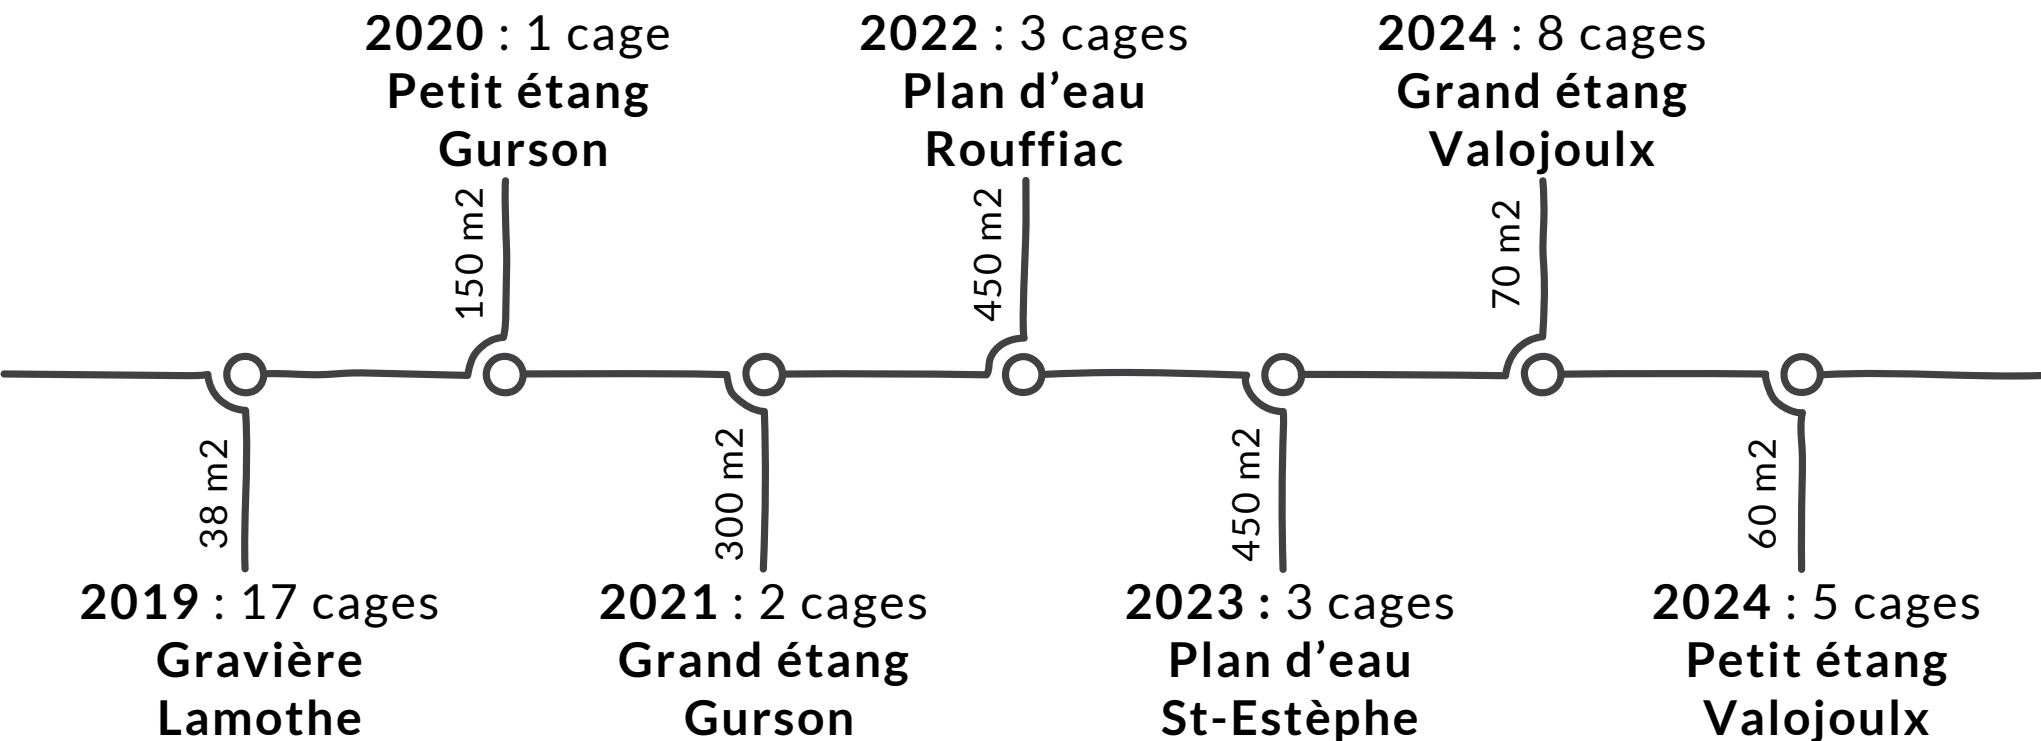 2020 : 1 cage
Petit étang
Gurson
150 m2
2022 : 3 cages
Plan d’eau
Rouffiac
450 m2
2024 : 8 cages
Grand étang
Valojoulx
70 m2
38 m2
2019 : 17 cages
Gravière
Lamothe
300 m2
2021 : 2 cages
Grand étang
Gurson
450 m2
2023 : 3 cages
Plan d’eau
St-Estèphe
60 m2
2024 : 5 cages
Petit étang
Valojoulx